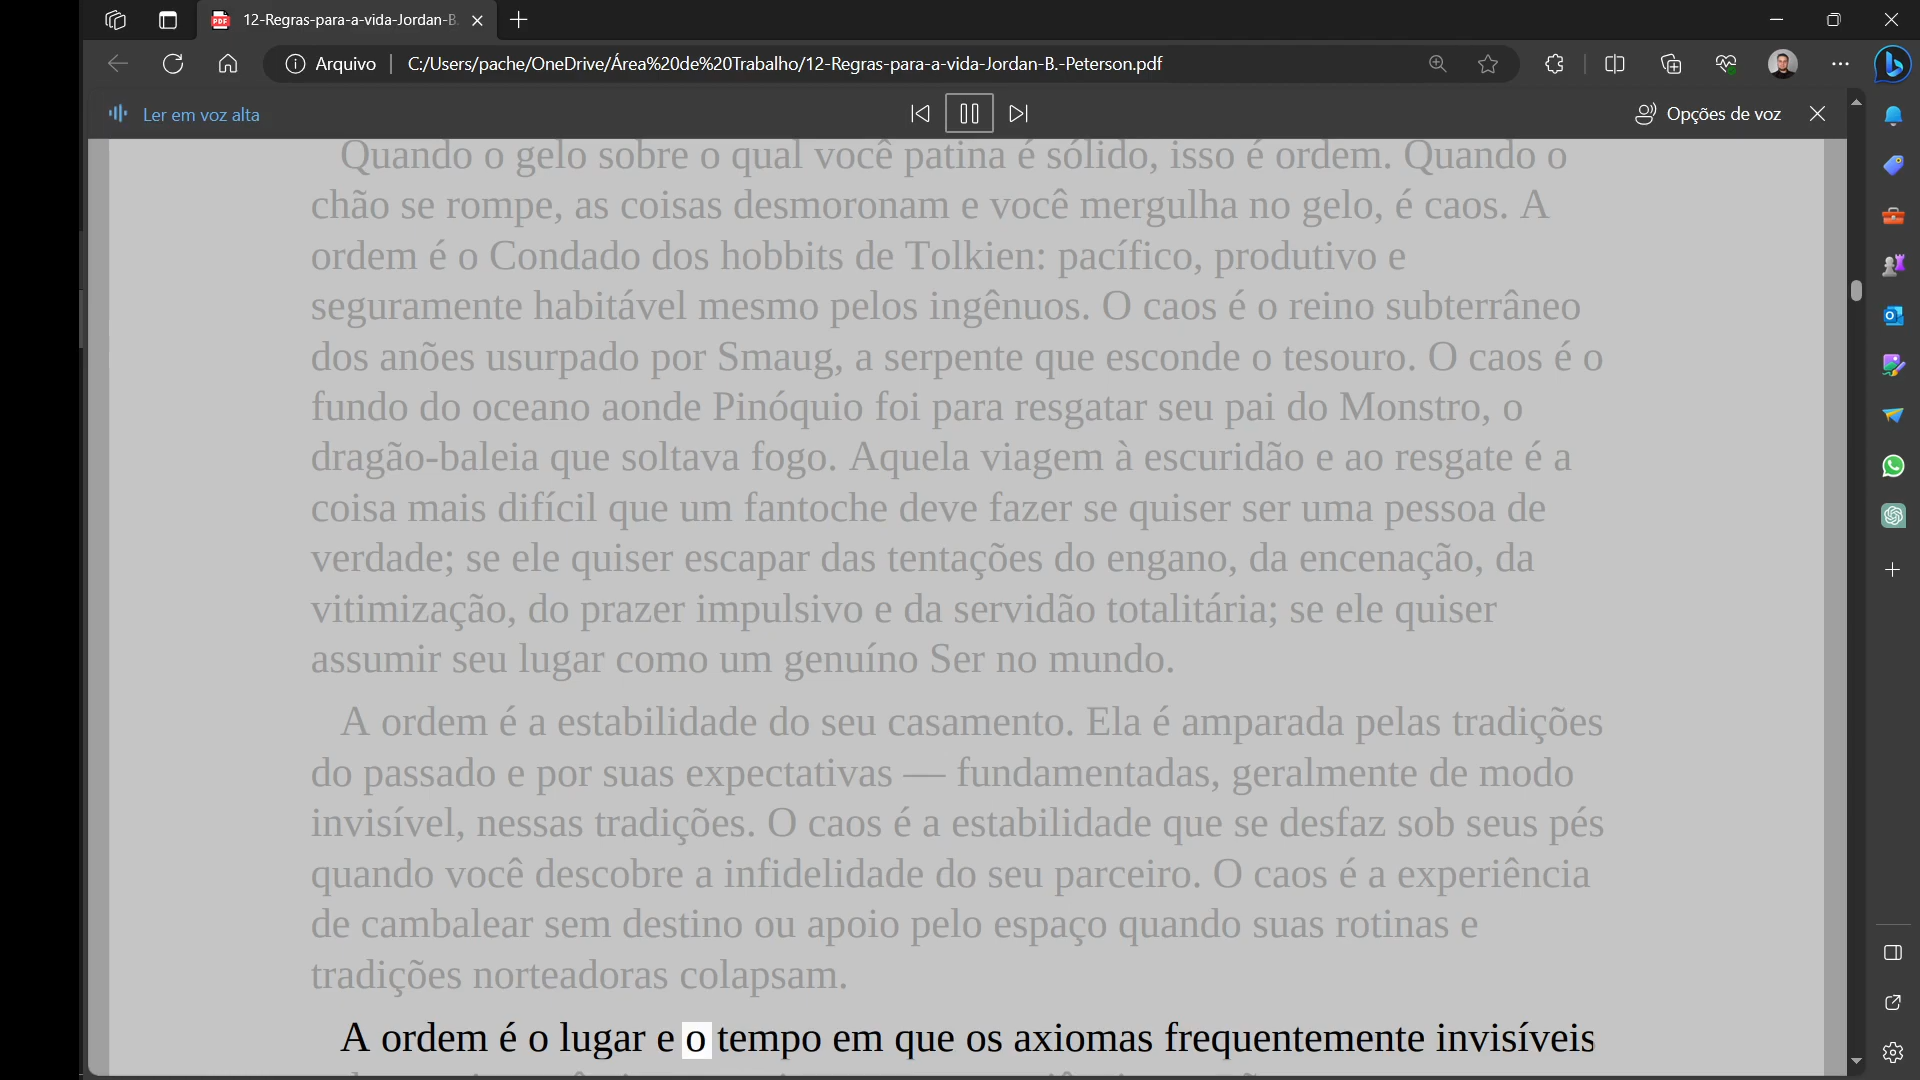 12-Regras-para-a-vida-Jordan-B.
Arquivo | C:/Users/pache/OneDrive/Área%20de%20Trabalho/12-Regras-para-a-vida-Jordan-B.-Peterson.pdf
Ler em voz alta
Opções de voz
Quando o gelo sobre o qual você patina é sólido, isso é ordem. Quando o
chão se rompe, as coisas desmoronam e você mergulha no gelo, é caos. A
ordem é o Condado dos hobbits de Tolkien: pacífico, produtivo e
seguramente habitável mesmo pelos ingênuos. O caos é o reino subterrâneo
dos anões usurpado por Smaug, a serpente que esconde o tesouro. O caos é o
fundo do oceano aonde Pinóquio foi para resgatar seu pai do Monstro, o
dragão-baleia que soltava fogo. Aquela viagem à escuridão e ao resgate é a
coisa mais difícil que um fantoche deve fazer se quiser ser uma pessoa de
verdade; se ele quiser escapar das tentações do engano, da encenação, da
vitimização, do prazer impulsivo e da servidão totalitária; se ele quiser
assumir seu lugar como um genuíno Ser no mundo.
A ordem é a estabilidade do seu casamento. Ela é amparada pelas tradições
do passado e por suas expectativas — fundamentadas, geralmente de modo
invisível, nessas tradições. O caos é a estabilidade que se desfaz sob seus pés
quando você descobre a infidelidade do seu parceiro. O caos é a experiência
de cambalear sem destino ou apoio pelo espaço quando suas rotinas e
tradições norteadoras colapsam.
A ordem é o lugar e o tempo em que os axiomas frequentemente invisíveis